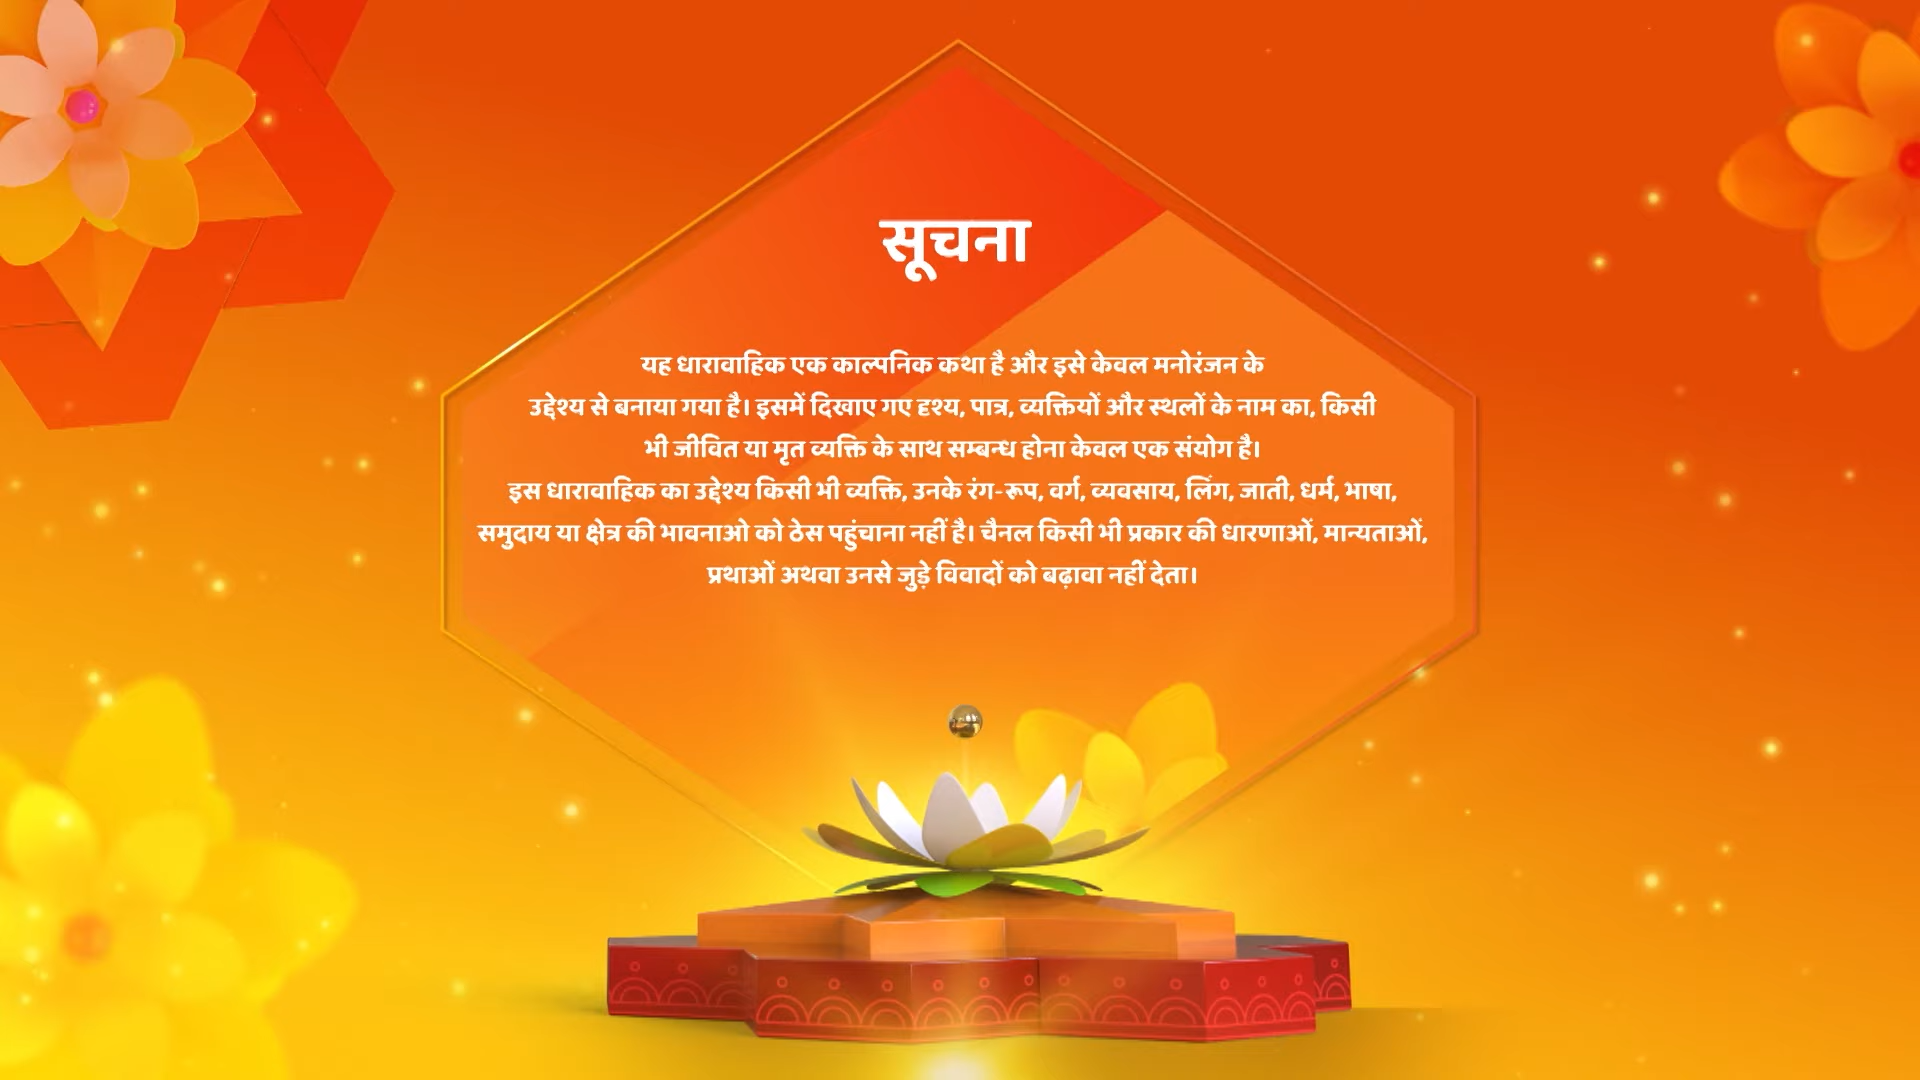 सूचना
यह धारावाहिक एक काल्पनिक कथा है और इसे केवल मनोरंजन के
उद्देश्य से बनाया गया है। इसमें दिखाए गए दृश्य, पात्र, व्यक्तियों और स्थलों के नाम का, किसी
भी जीवित या मृत व्यक्ति के साथ सम्बन्ध होना केवल एक संयोग है।
इस धारावाहिक का उद्देश्य किसी भी व्यक्ति, उनके रंग-रूप, वर्ग, व्यवसाय, लिंग, जाती, धर्म, भाषा,
समुदाय या क्षेत्र की भावनाओ को ठेस पहुंचाना नहीं है। चैनल किसी भी प्रकार की धारणाओं, मान्यताओं,
प्रथाओं अथवा उनसे जुड़े विवादों को बढ़ावा नहीं देता।